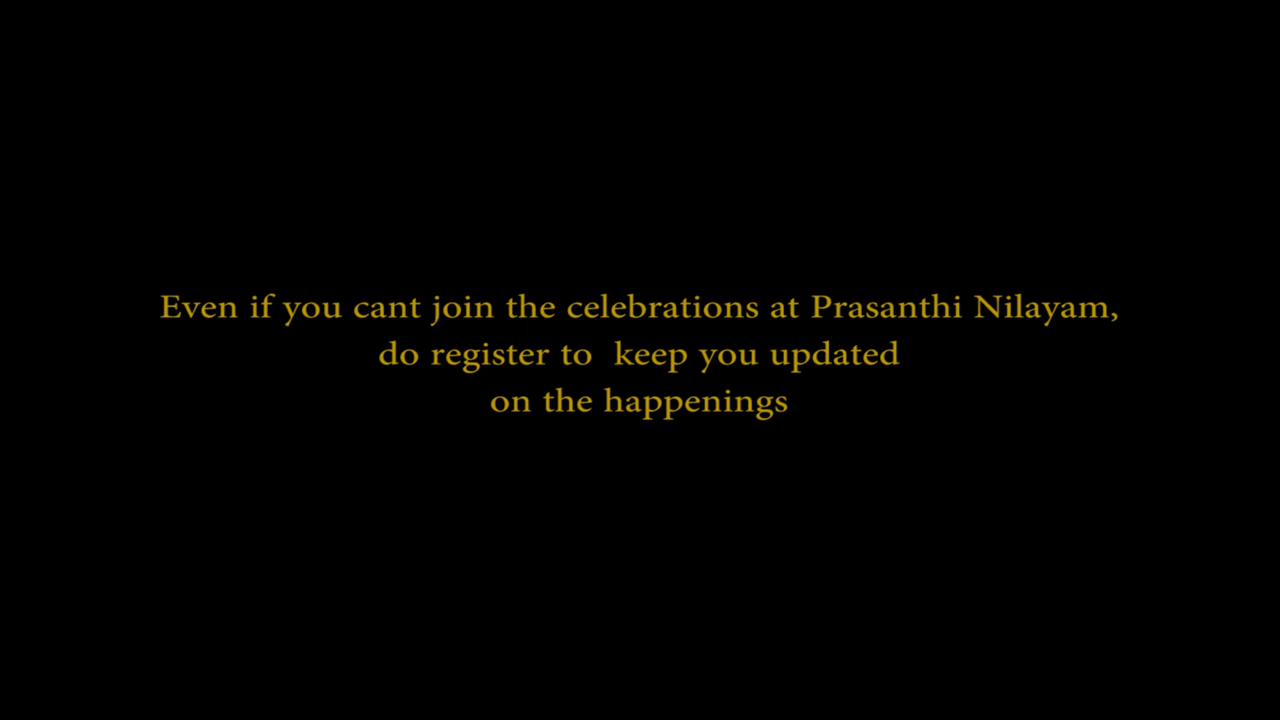 Even if you cant join the celebrations at Prasanthi Nilayam,
do register to  keep you updated
on the happenings